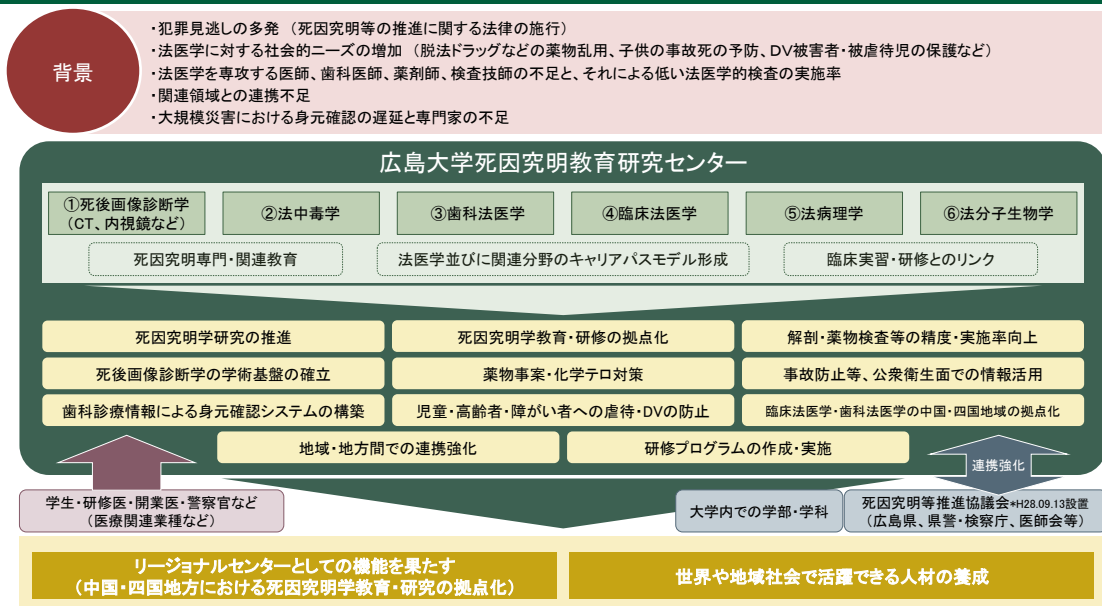 背景
・犯罪見逃しの多発 （死因究明等の推進に関する法律の施行）
・法医学に対する社会的ニーズの増加 （脱法ドラッグなどの薬物乱用、子供の事故死の予防、DV被害者・被虐待児の保護など）
・法医学を専攻する医師、歯科医師、薬剤師、検査技師の不足と、それによる低い法医学的検査の実施率
・関連領域との連携不足
・大規模災害における身元確認の遅延と専門家の不足
広島大学死因究明教育研究センター
①死後画像診断学
（CT、内視鏡など）
②法中毒学
③歯科法医学
④臨床法医学
⑤法病理学
⑥法分子生物学
死因究明専門・関連教育
法医学並びに関連分野のキャリアパスモデル形成
臨床実習・研修とのリンク
死因究明学研究の推進
死因究明学教育・研修の拠点化
解剖・薬物検査等の精度・実施率向上
死後画像診断学の学術基盤の確立
薬物事案・化学テロ対策
事故防止等、公衆衛生面での情報活用
歯科診療情報による身元確認システムの構築
児童・高齢者・障がい者への虐待・DVの防止
臨床法医学・歯科法医学の中国・四国地域の拠点化
地域・地方間での連携強化
研修プログラムの作成・実施
連携強化
学生・研修医・開業医・警察官など
（医療関連業種など）
大学内での学部・学科
死因究明等推進協議会*H28.09.13設置
（広島県、県警・検察庁、医師会等）
リージョナルセンターとしての機能を果たす
（中国・四国地方における死因究明学教育・研究の拠点化）
世界や地域社会で活躍できる人材の養成